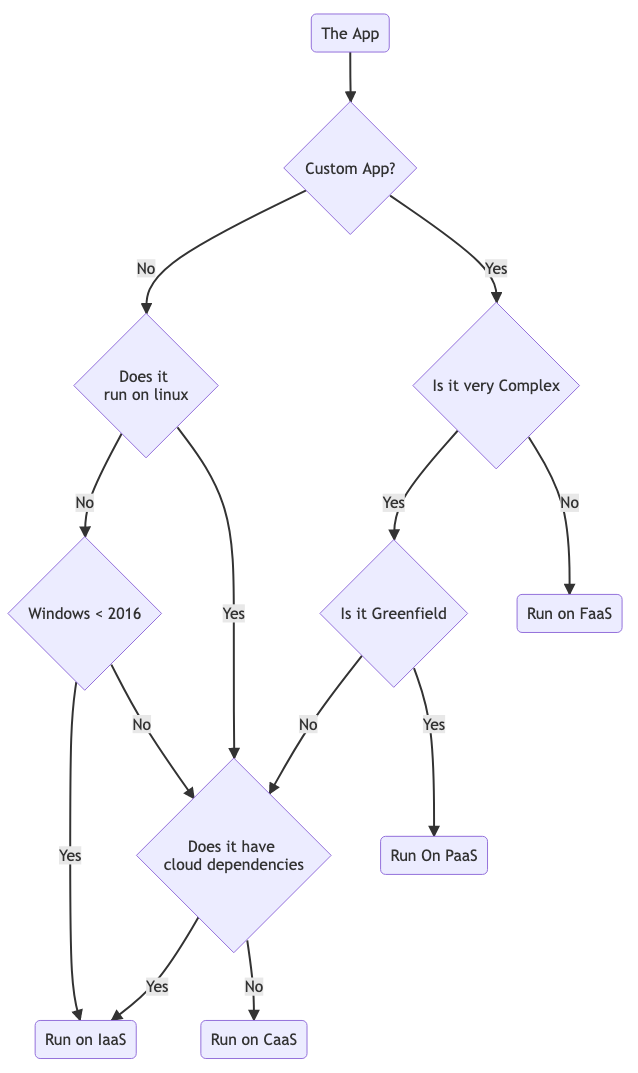 The App
Custom App?
No
Yes
Does it
run on linux
Is it very Complex
No
Yes
No
Windows < 2016
Yes
Is it Greenfield
Run on FaaS
No
No
Yes
Yes
Does it have
cloud dependencies
Run On PaaS
Yes
No
Run on IaaS
Run on CaaS